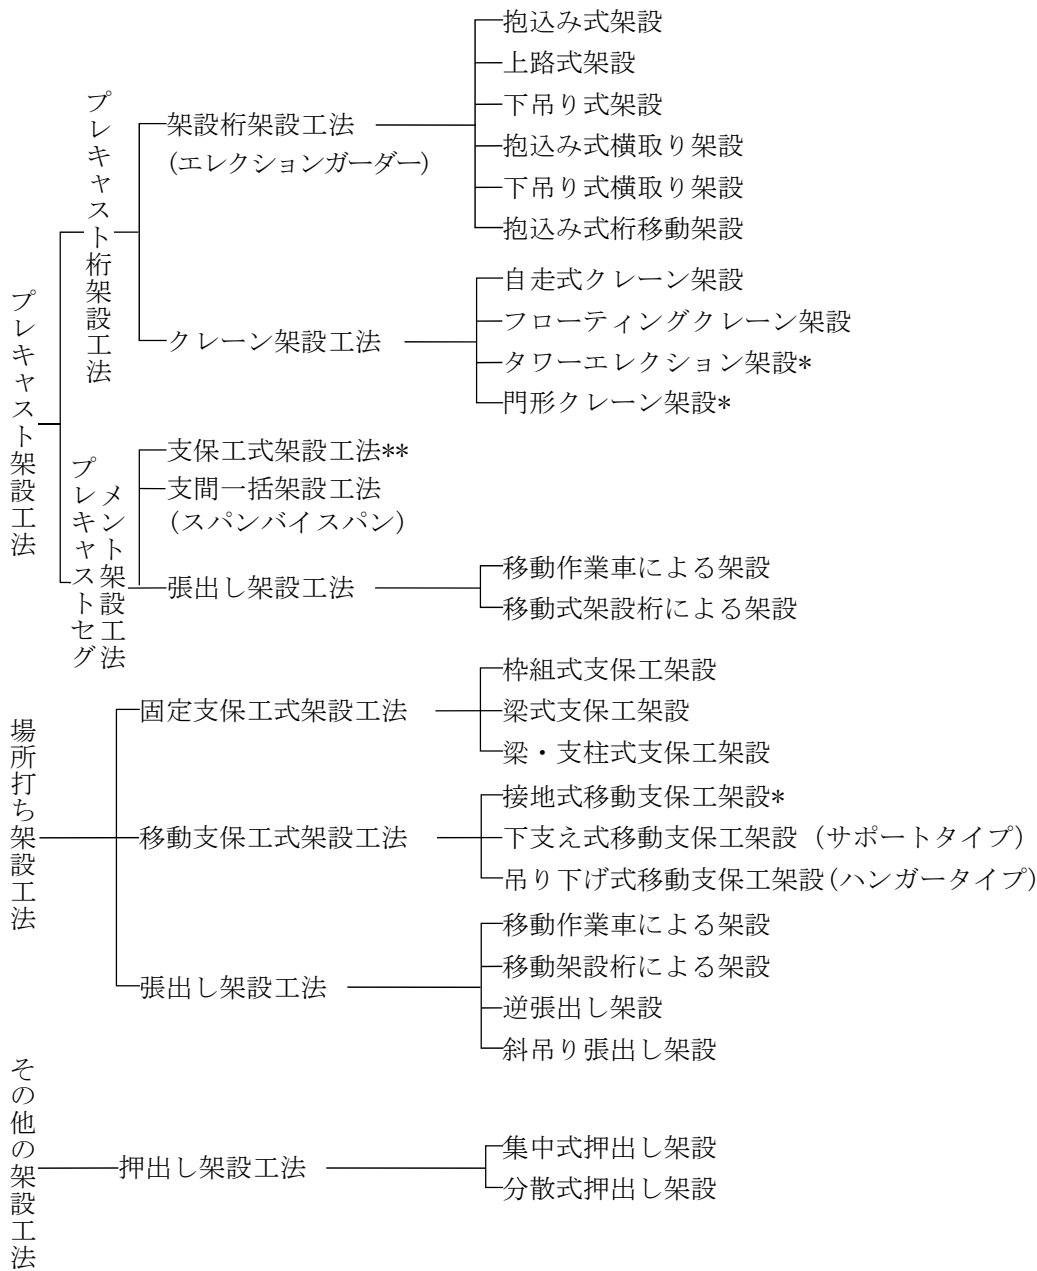 プレキャスト架設工法
プレキャスト桁架設工法
架設桁架設工法
(エレクションガーダー)
抱込み式架設
上路式架設
下吊り式架設
抱込み式横取り架設
下吊り式横取り架設
抱込み式桁移動架設
クレーン架設工法
自走式クレーン架設
フローティングクレーン架設
タワーエレクション架設*
門形クレーン架設*
プレキャストセグ
メント架設工法
支保工式架設工法**
支間一括架設工法
(スパンバイスパン)
張出し架設工法
移動作業車による架設
移動式架設桁による架設
場所打ち架設工法
固定支保工式架設工法
枠組式支保工架設
梁式支保工架設
梁・支柱式支保工架設
移動支保工式架設工法
接地式移動支保工架設*
下支え式移動支保工架設(サポートタイプ)
吊り下げ式移動支保工架設(ハンガータイプ)
張出し架設工法
移動作業車による架設
移動架設桁による架設
逆張出し架設
斜吊り張出し架設
その他の架設工法
押出し架設工法
集中式押出し架設
分散式押出し架設